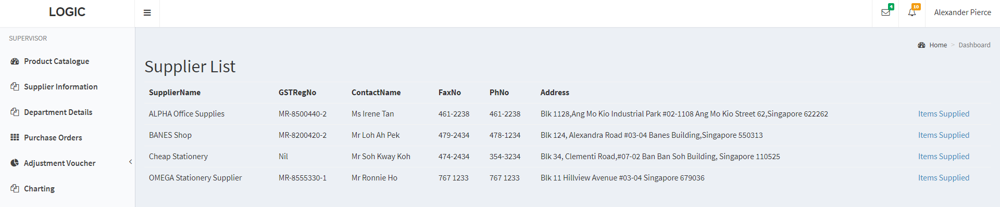 LOGIC
4
10
Alexander Pierce
SUPERVISOR
Home > Dashboard
Product Catalogue
Supplier Information
Department Details
Purchase Orders
Adjustment Voucher
Charting
Supplier List
SupplierName GSTRegNo ContactName FaxNo PhNo Address
ALPHA Office Supplies MR-8500440-2 Ms Irene Tan 461-2238 461-2238 Blk 1128,Ang Mo Kio Industrial Park #02-1108 Ang Mo Kio Street 62,Singapore 622262 Items Supplied
BANES Shop MR-8200420-2 Mr Loh Ah Pek 479-2434 478-1234 Blk 124, Alexandra Road #03-04 Banes Building,Singapore 550313 Items Supplied
Cheap Stationery Nil Mr Soh Kway Koh 474-2434 354-3234 Blk 34, Clementi Road,#07-02 Ban Ban Soh Building, Singapore 110525 Items Supplied
OMEGA Stationery Supplier MR-8555330-1 Mr Ronnie Ho 767 1233 767 1233 Blk 11 Hillview Avenue #03-04 Singapore 679036 Items Supplied